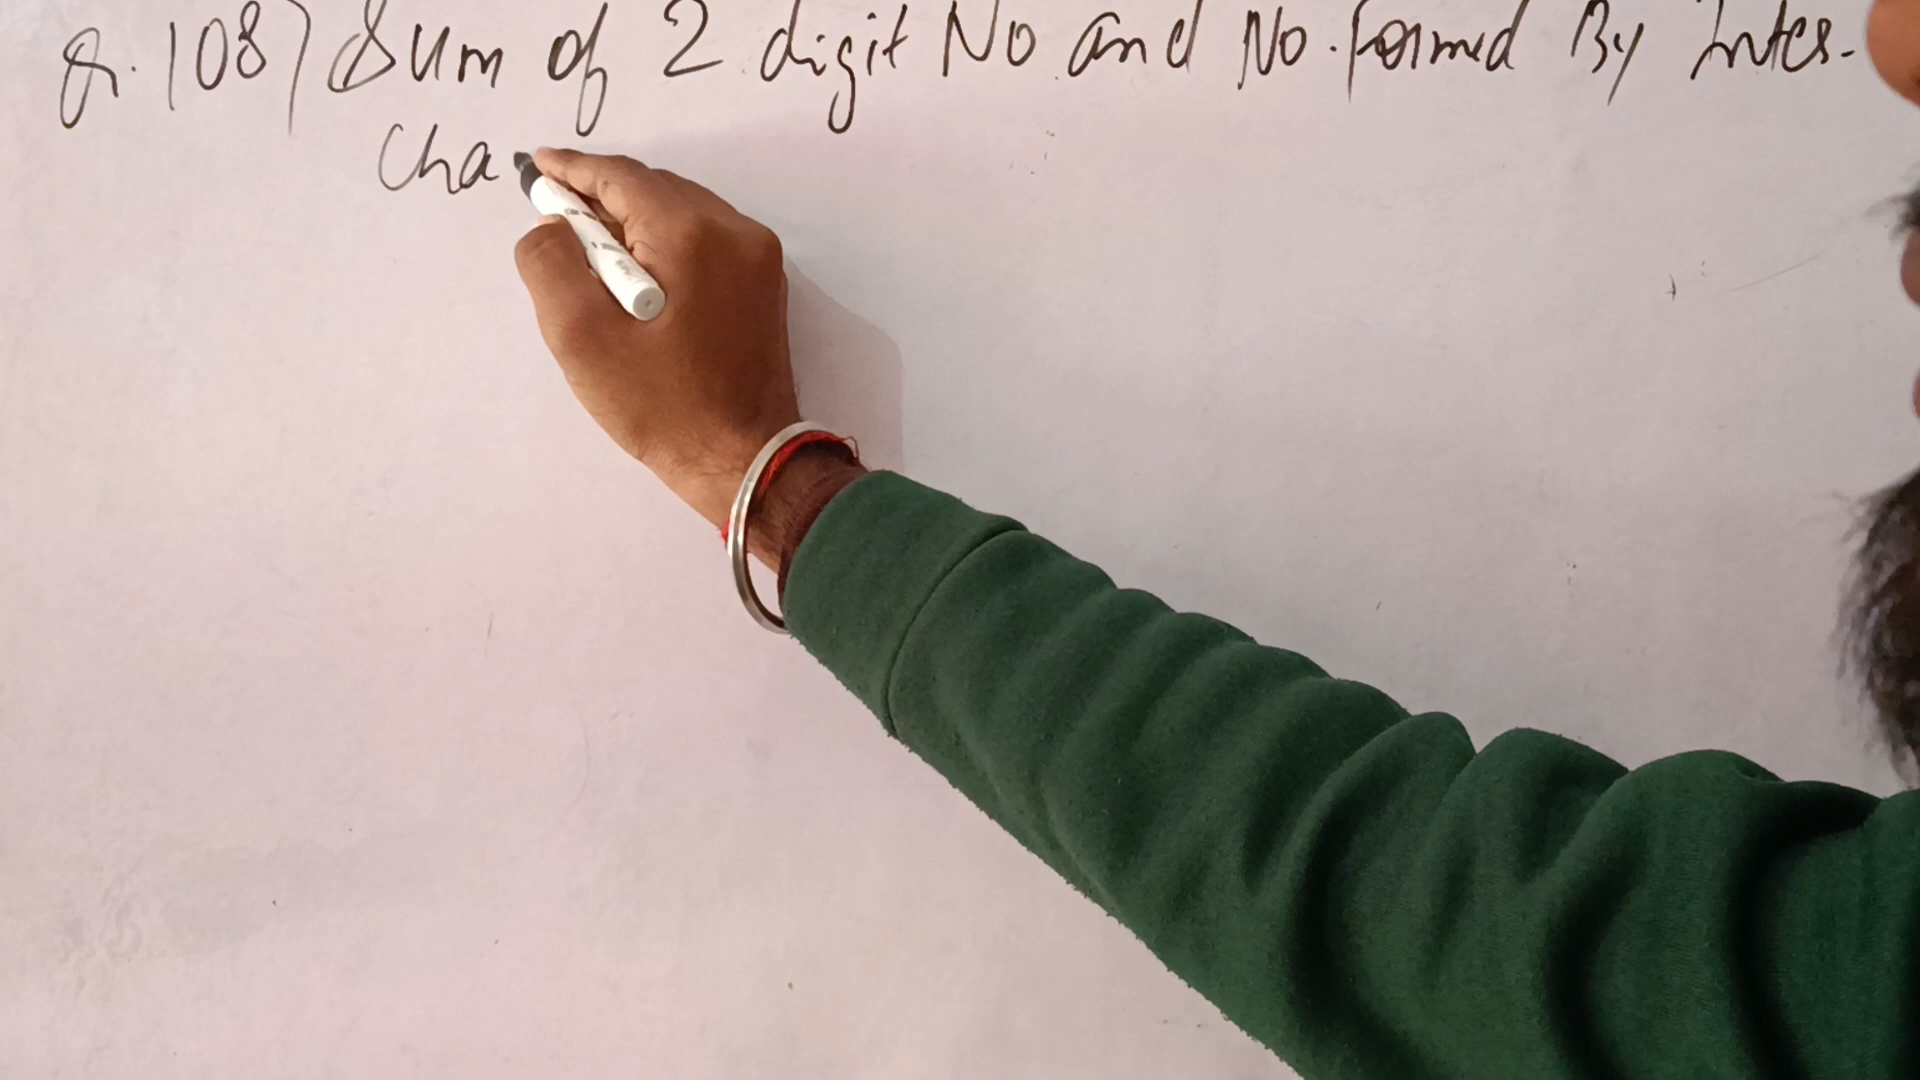 Q. 108) Sum of 2 digit No and No. Formed By Inter-
Cha